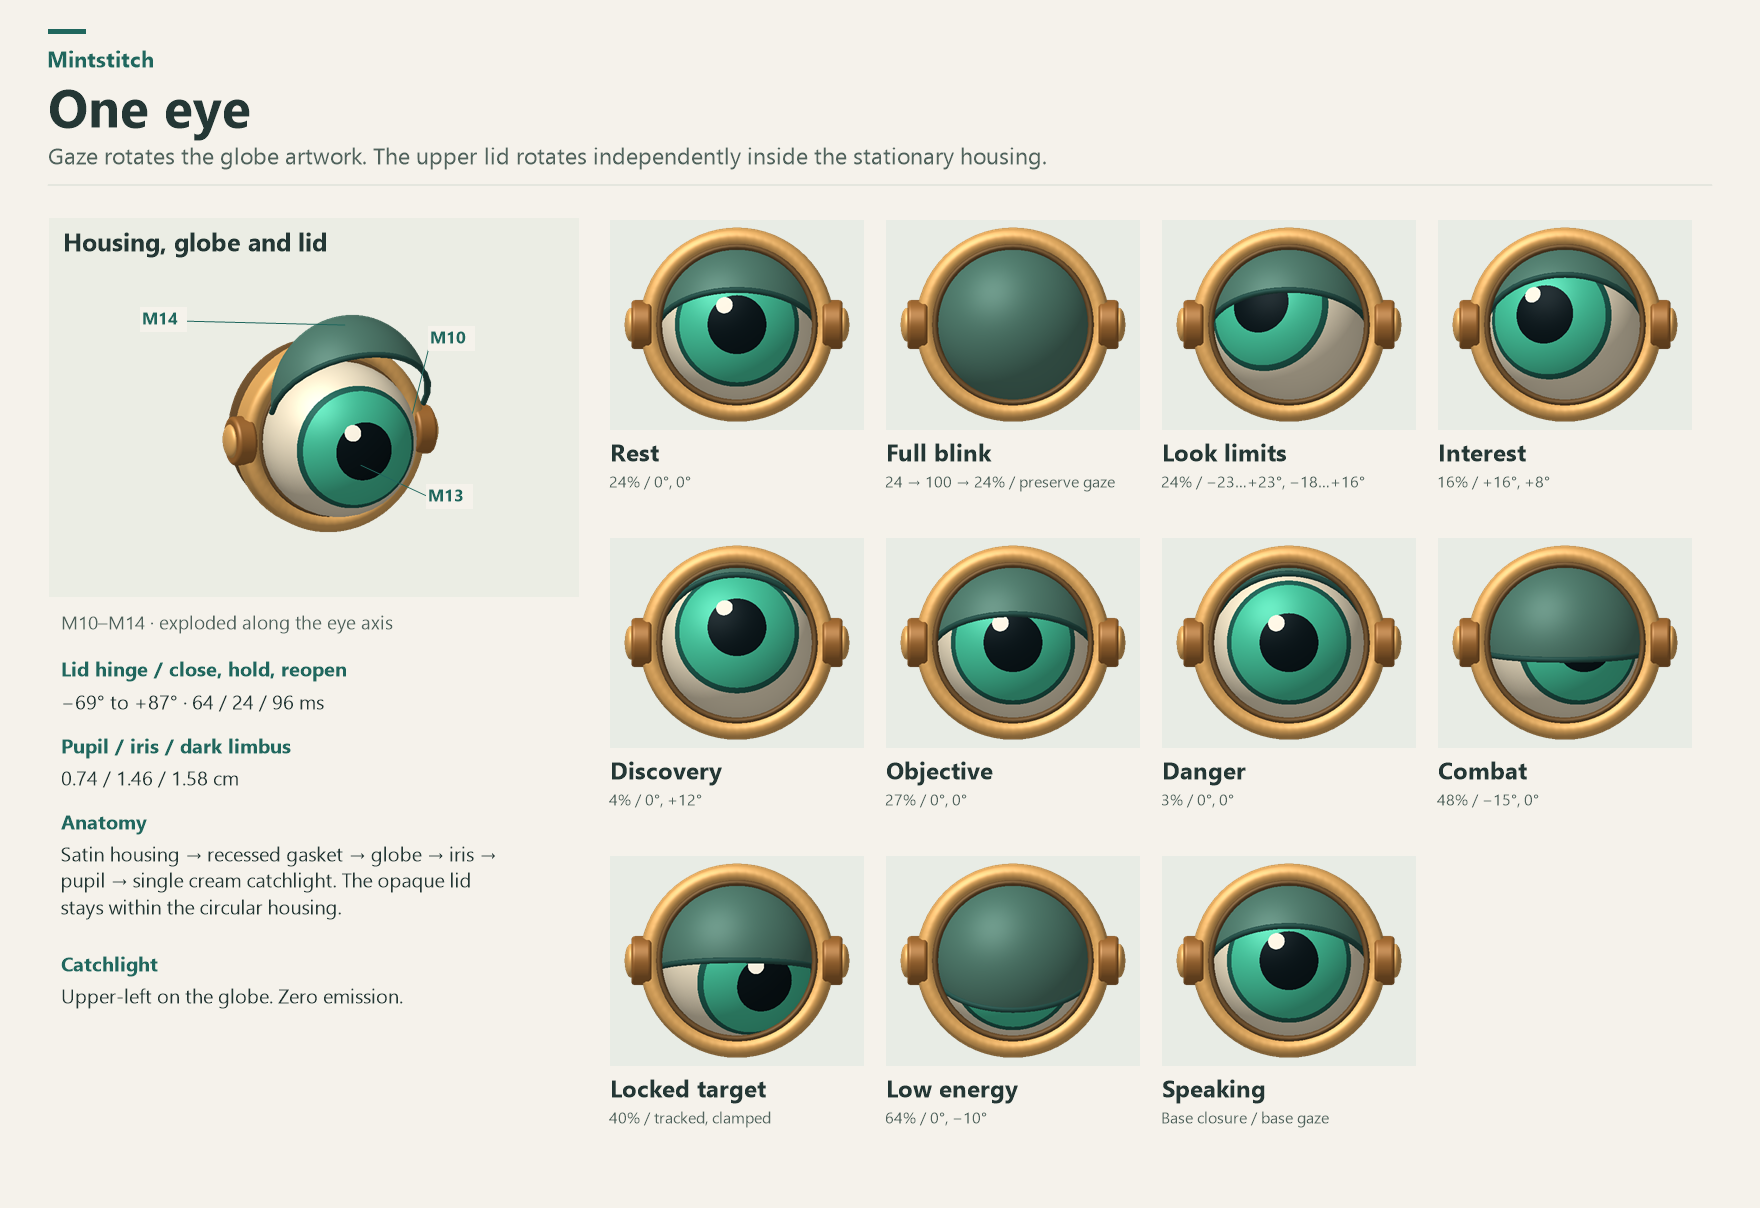 Mintstitch
One eye
Gaze rotates the globe artwork. The upper lid rotates independently inside the stationary housing.
Housing, globe and lid
M14
M10
M13
M10–M14 · exploded along the eye axis
Lid hinge / close, hold, reopen
−69° to +87° · 64 / 24 / 96 ms
Pupil / iris / dark limbus
0.74 / 1.46 / 1.58 cm
Anatomy
Satin housing → recessed gasket → globe → iris →
pupil → single cream catchlight. The opaque lid
stays within the circular housing.
Catchlight
Upper-left on the globe. Zero emission.
Rest
24% / 0°, 0°
Full blink
24 → 100 → 24% / preserve gaze
Look limits
24% / −23…+23°, −18…+16°
Interest
16% / +16°, +8°
Discovery
4% / 0°, +12°
Objective
27% / 0°, 0°
Danger
3% / 0°, 0°
Combat
48% / −15°, 0°
Locked target
40% / tracked, clamped
Low energy
64% / 0°, −10°
Speaking
Base closure / base gaze